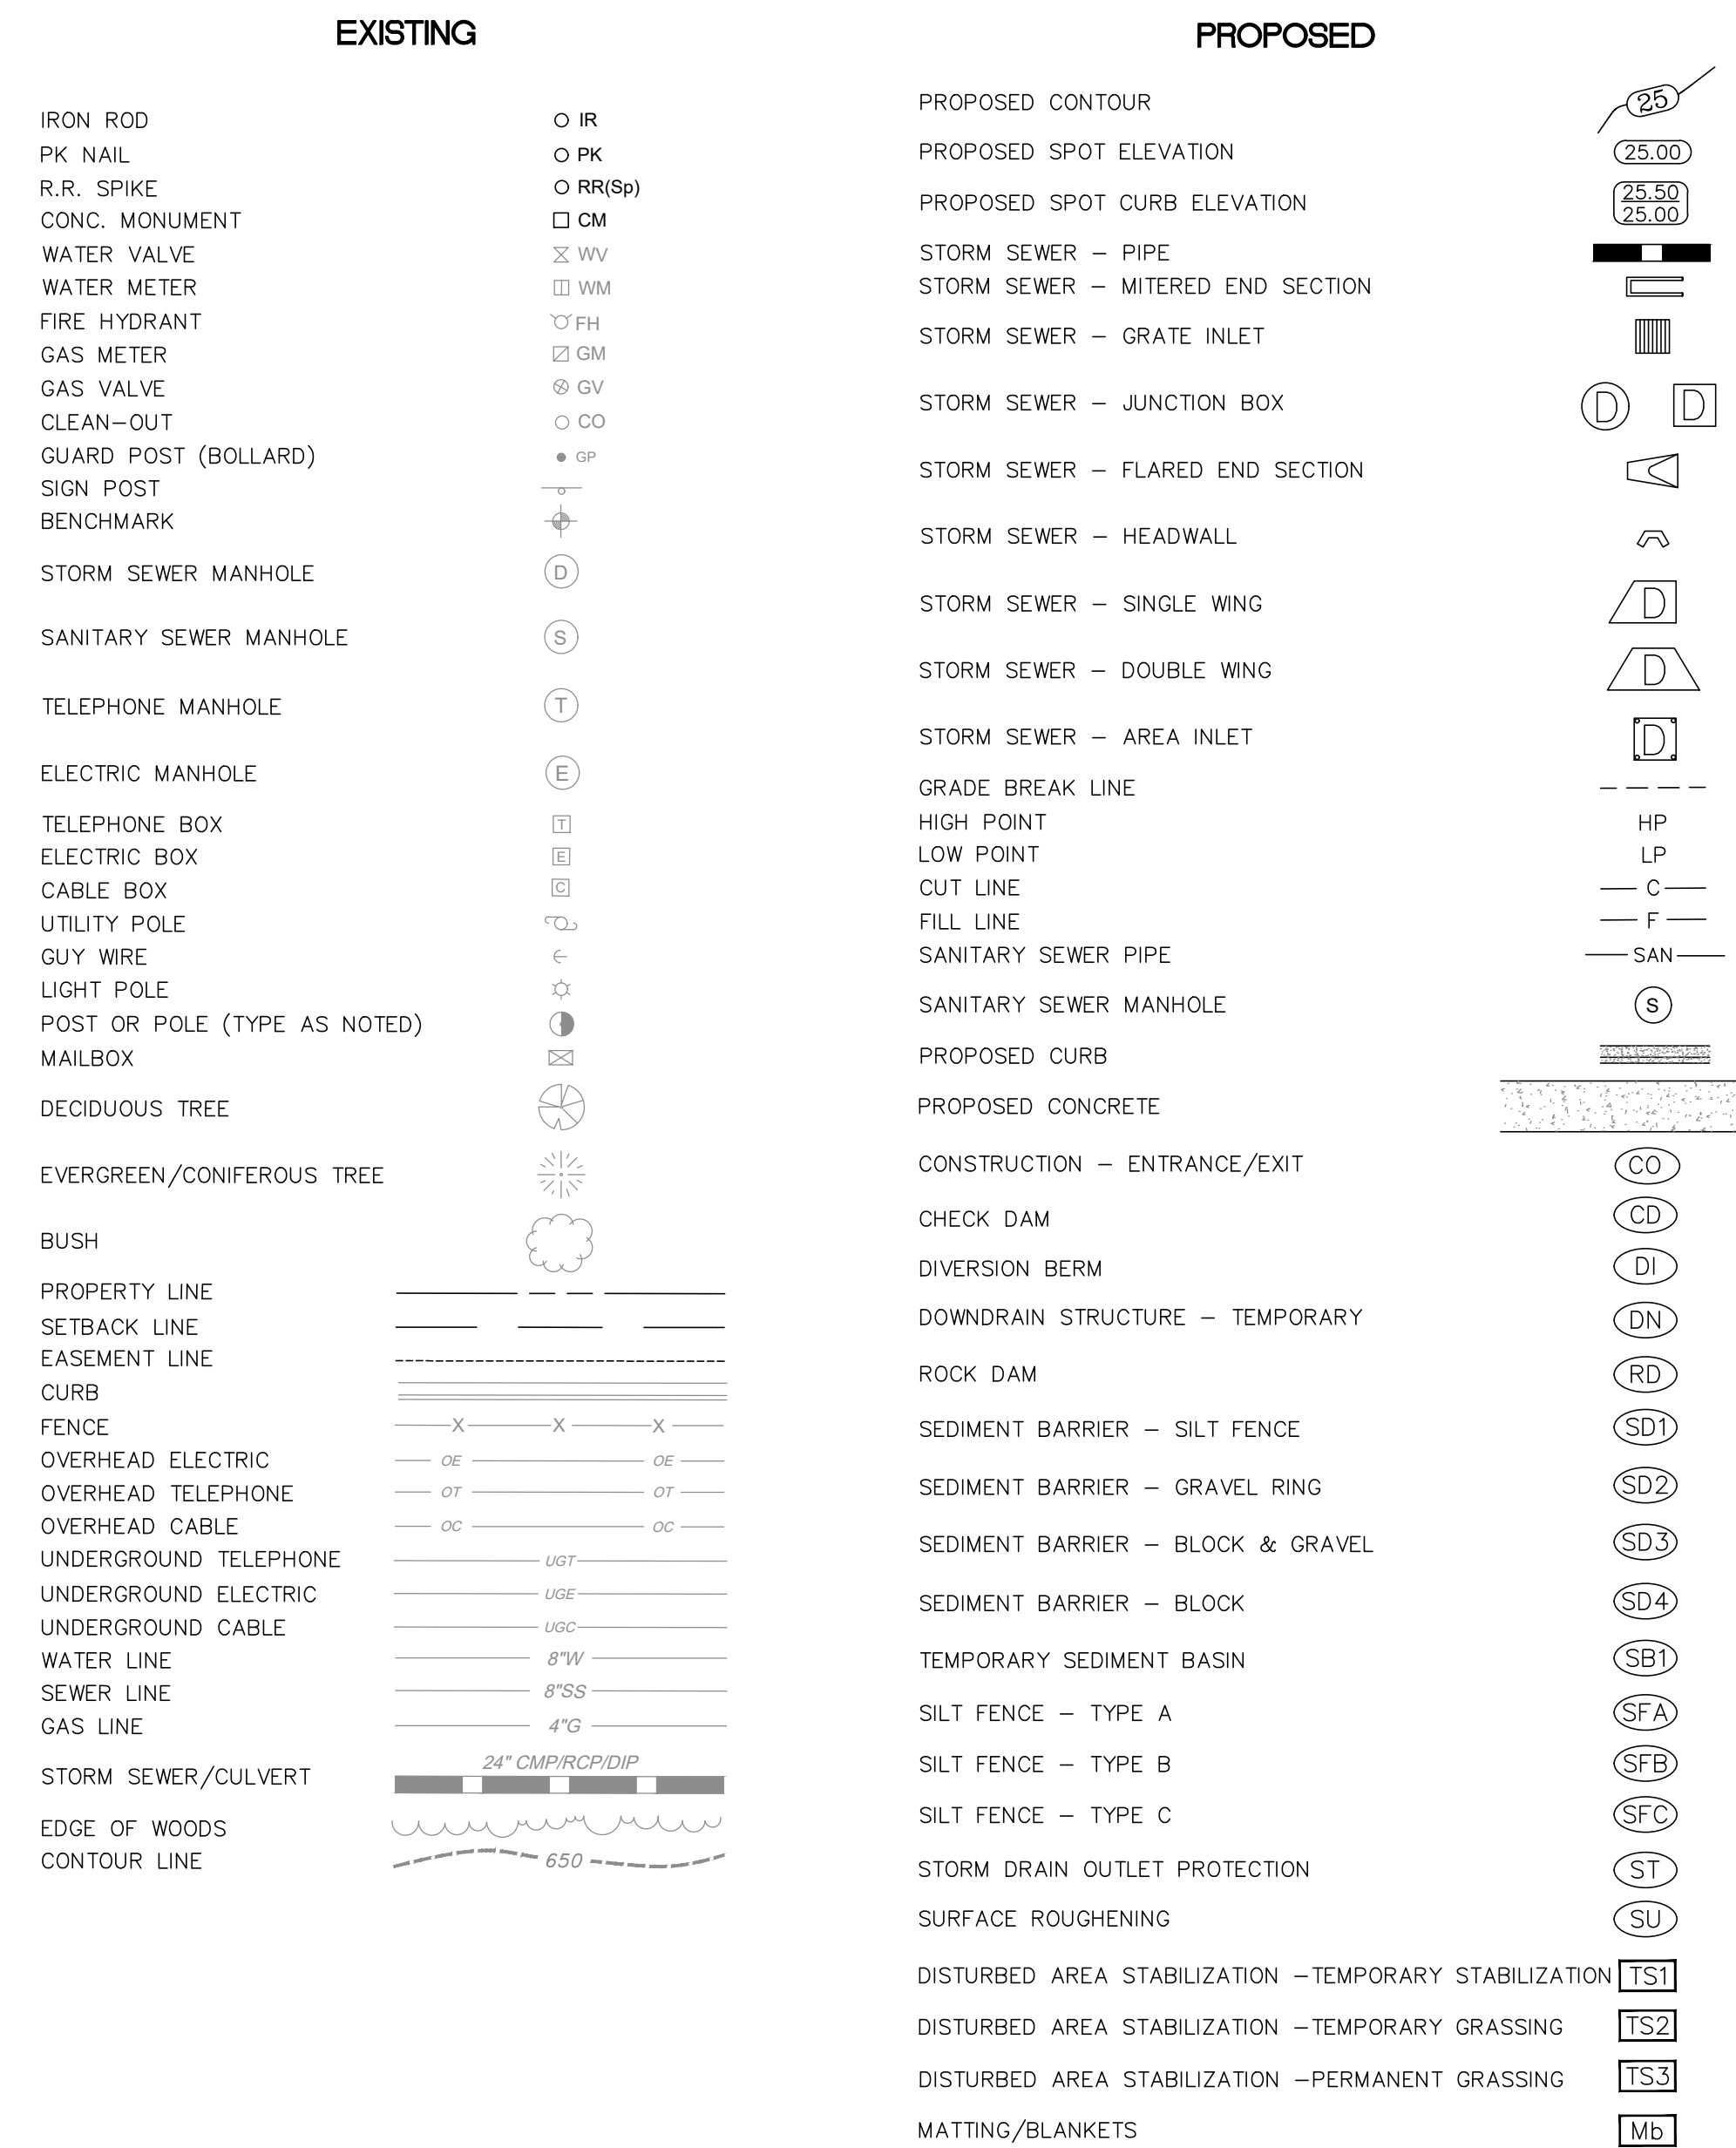 EXISTING
IRON ROD IR
PK NAIL PK
R.R. SPIKE RR(Sp)
CONC. MONUMENT CM
WATER VALVE WV
WATER METER WM
FIRE HYDRANT FH
GAS METER GM
GAS VALVE GV
CLEAN-OUT CO
GUARD POST (BOLLARD) GP
SIGN POST
BENCHMARK
STORM SEWER MANHOLE D
SANITARY SEWER MANHOLE S
TELEPHONE MANHOLE T
ELECTRIC MANHOLE E
TELEPHONE BOX T
ELECTRIC BOX E
CABLE BOX C
UTILITY POLE
GUY WIRE
LIGHT POLE
POST OR POLE (TYPE AS NOTED)
MAILBOX
DECIDUOUS TREE
EVERGREEN/CONIFEROUS TREE
BUSH
PROPERTY LINE
SETBACK LINE
EASEMENT LINE
CURB
FENCE X X X
OVERHEAD ELECTRIC OE OE
OVERHEAD TELEPHONE OT OT
OVERHEAD CABLE OC OC
UNDERGROUND TELEPHONE UGT
UNDERGROUND ELECTRIC UGE
UNDERGROUND CABLE UGC
WATER LINE 8"W
SEWER LINE 8"SS
GAS LINE 4"G
24" CMP/RCP/DIP
STORM SEWER/CULVERT
EDGE OF WOODS
CONTOUR LINE 650
PROPOSED
PROPOSED CONTOUR 25
PROPOSED SPOT ELEVATION 25.00
PROPOSED SPOT CURB ELEVATION 25.50
25.00
STORM SEWER – PIPE
STORM SEWER – MITERED END SECTION
STORM SEWER – GRATE INLET
STORM SEWER – JUNCTION BOX D D
STORM SEWER – FLARED END SECTION
STORM SEWER – HEADWALL
STORM SEWER – SINGLE WING D
STORM SEWER – DOUBLE WING D
STORM SEWER – AREA INLET D
GRADE BREAK LINE
HIGH POINT HP
LOW POINT LP
CUT LINE C
FILL LINE F
SANITARY SEWER PIPE SAN
SANITARY SEWER MANHOLE S
PROPOSED CURB
PROPOSED CONCRETE
CONSTRUCTION – ENTRANCE/EXIT CO
CHECK DAM CD
DIVERSION BERM DI
DOWNDRAIN STRUCTURE – TEMPORARY DN
ROCK DAM RD
SEDIMENT BARRIER – SILT FENCE SD1
SEDIMENT BARRIER – GRAVEL RING SD2
SEDIMENT BARRIER – BLOCK & GRAVEL SD3
SEDIMENT BARRIER – BLOCK SD4
TEMPORARY SEDIMENT BASIN SB1
SILT FENCE – TYPE A SFA
SILT FENCE – TYPE B SFB
SILT FENCE – TYPE C SFC
STORM DRAIN OUTLET PROTECTION ST
SURFACE ROUGHENING SU
DISTURBED AREA STABILIZATION –TEMPORARY STABILIZATION TS1
DISTURBED AREA STABILIZATION –TEMPORARY GRASSING TS2
DISTURBED AREA STABILIZATION –PERMANENT GRASSING TS3
MATTING/BLANKETS Mb